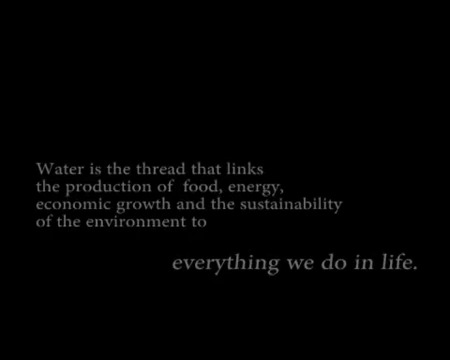 Water is the thread that links
the production of food, energy,
economic growth and the sustainability
of the environment to
everything we do in life.